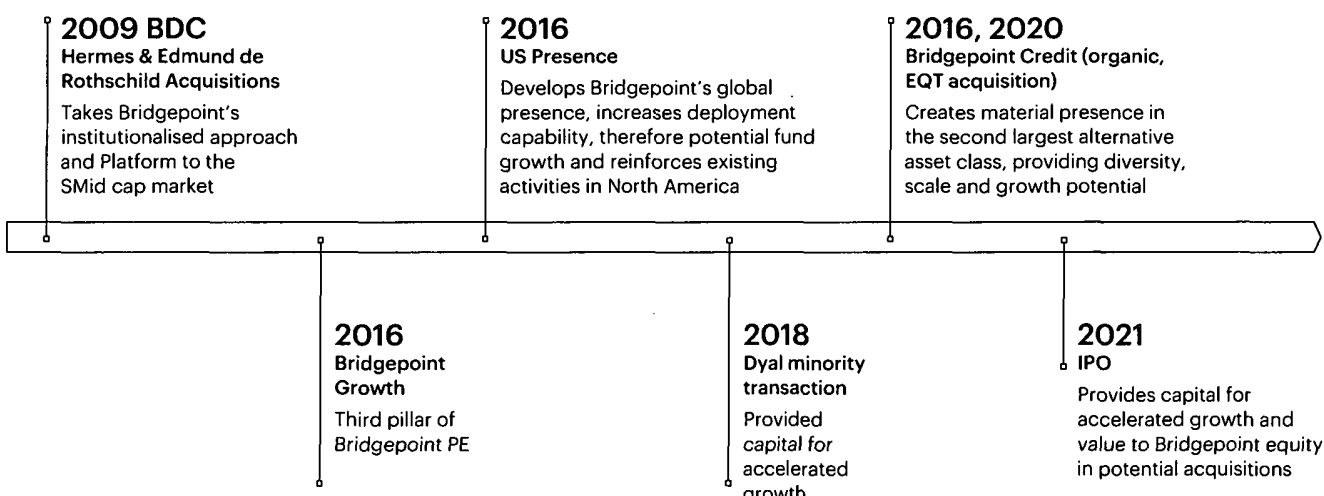 2009 BDC
Hermes & Edmund de
Rothschild Acquisitions
Takes Bridgepoint's
institutionalised approach
and Platform to the
SMid cap market
2016
US Presence
Develops Bridgepoint's global
presence, increases deployment
capability, therefore potential fund
growth and reinforces existing
activities in North America
2016, 2020
Bridgepoint Credit (organic,
EQT acquisition)
Creates material presence in
the second largest alternative
asset class, providing diversity,
scale and growth potential
2016
Bridgepoint
Growth
Third pillar of
Bridgepoint PE
2018
Dyal minority
transaction
Provided
capital for
accelerated
growth
2021
IPO
Provides capital for
accelerated growth and
value to Bridgepoint equity
in potential acquisitions